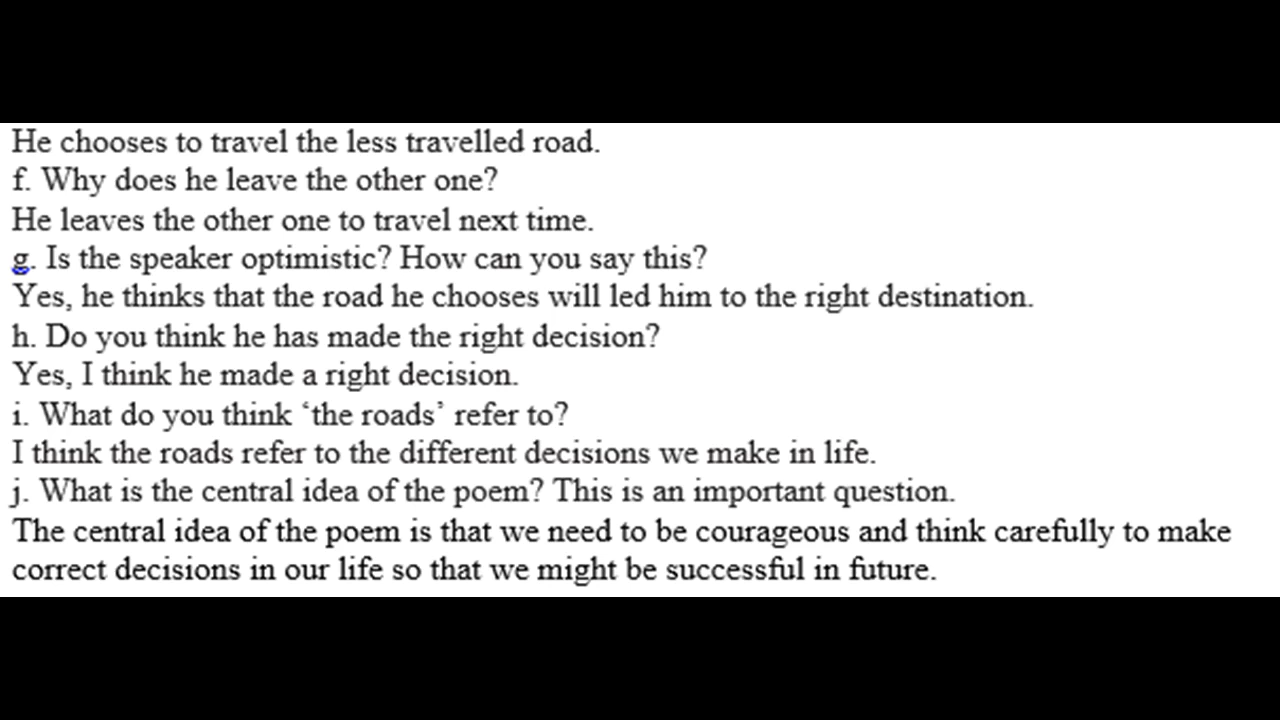 He chooses to travel the less travelled road.
f. Why does he leave the other one?
He leaves the other one to travel next time.
g. Is the speaker optimistic? How can you say this?
Yes, he thinks that the road he chooses will led him to the right destination.
h. Do you think he has made the right decision?
Yes, I think he made a right decision.
i. What do you think ‘the roads’ refer to?
I think the roads refer to the different decisions we make in life.
j. What is the central idea of the poem? This is an important question.
The central idea of the poem is that we need to be courageous and think carefully to make
correct decisions in our life so that we might be successful in future.